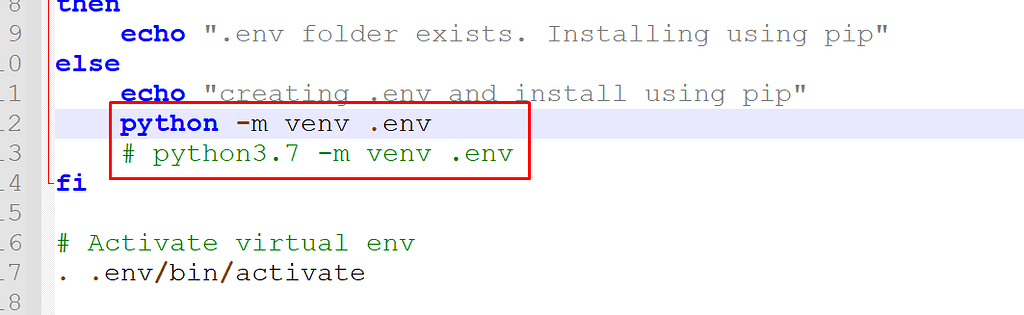 8 then
9 echo ".env folder exists. Installing using pip"
10 else
11 echo "creating .env and install using pip"
12 python -m venv .env
13 # python3.7 -m venv .env
14 fi
15
16 # Activate virtual env
17 . .env/bin/activate
18